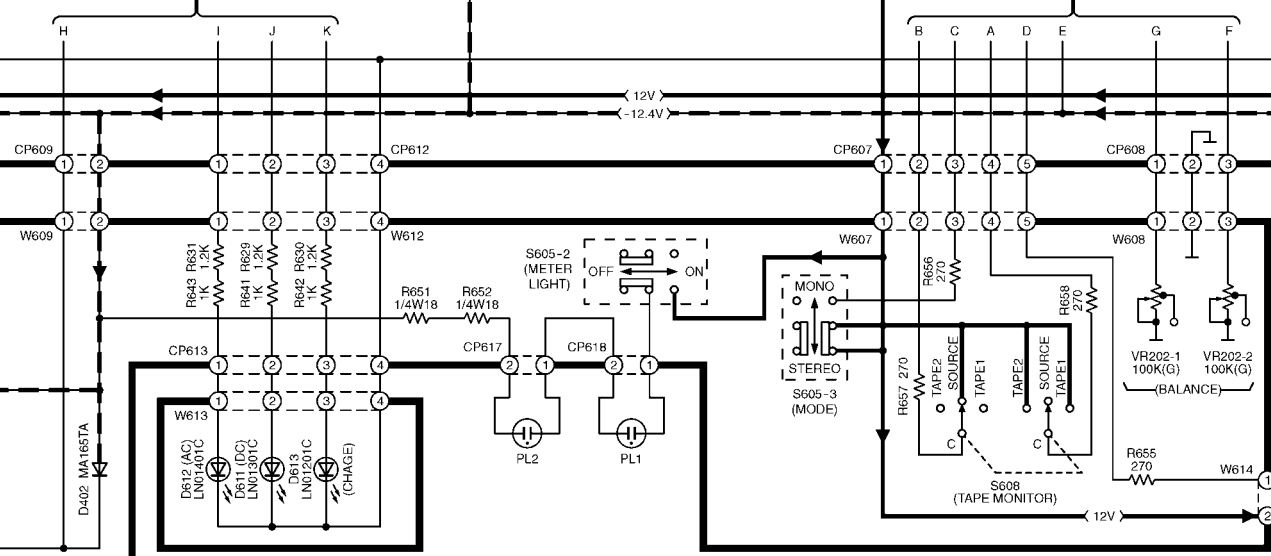 H I J K B C A D E G F
12V
-12.4V
CP609 1 2 1 2 3 4 CP612 CP607 1 2 3 4 5 CP608 1 2 3
1 2 1 2 3 4 1 2 3 4 5 1 2 3
W609 W612 W607 W608
R631 1.2K
R629 1.2K
R630 1.2K
R643 1K
R641 1K
R642 1K
S605-2
(METER
LIGHT)
OFF ON
R656
270
R658
270
MONO
STEREO
S605-3
(MODE)
R651
1/4W18
R652
1/4W18
CP613 1 2 3 4 CP617 2 1 CP618 2 1
W613 1 2 3 4
VR202-1
100K(G)
VR202-2
100K(G)
(BALANCE)
R657 270
TAPE2
SOURCE
TAPE1
TAPE2
SOURCE
TAPE1
C C
PL2 PL1
D402 MA165TA
D612 (AC)
LN01401C
D611 (DC)
LN01301C
D613
LN01201C
(CHAGE)
S608
(TAPE MONITOR)
R655
270
W614
1
12V
2